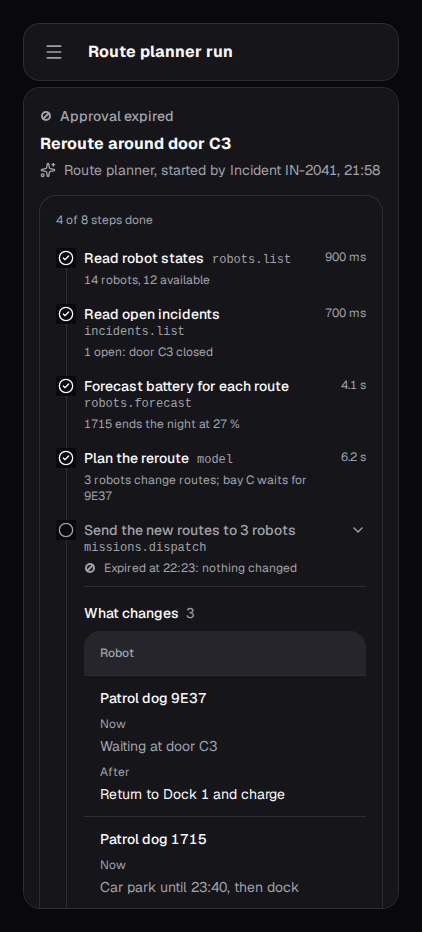 Route planner run
Approval expired
Reroute around door C3
Route planner, started by Incident IN-2041, 21:58
4 of 8 steps done
Read robot states robots.list 900 ms
14 robots, 12 available
Read open incidents 700 ms
incidents.list
1 open: door C3 closed
Forecast battery for each route 4.1 s
robots.forecast
1715 ends the night at 27 %
Plan the reroute model 6.2 s
3 robots change routes; bay C waits for
9E37
Send the new routes to 3 robots
missions.dispatch
Expired at 22:23: nothing changed
What changes 3
Robot
Patrol dog 9E37
Now
Waiting at door C3
After
Return to Dock 1 and charge
Patrol dog 1715
Now
Car park until 23:40, then dock